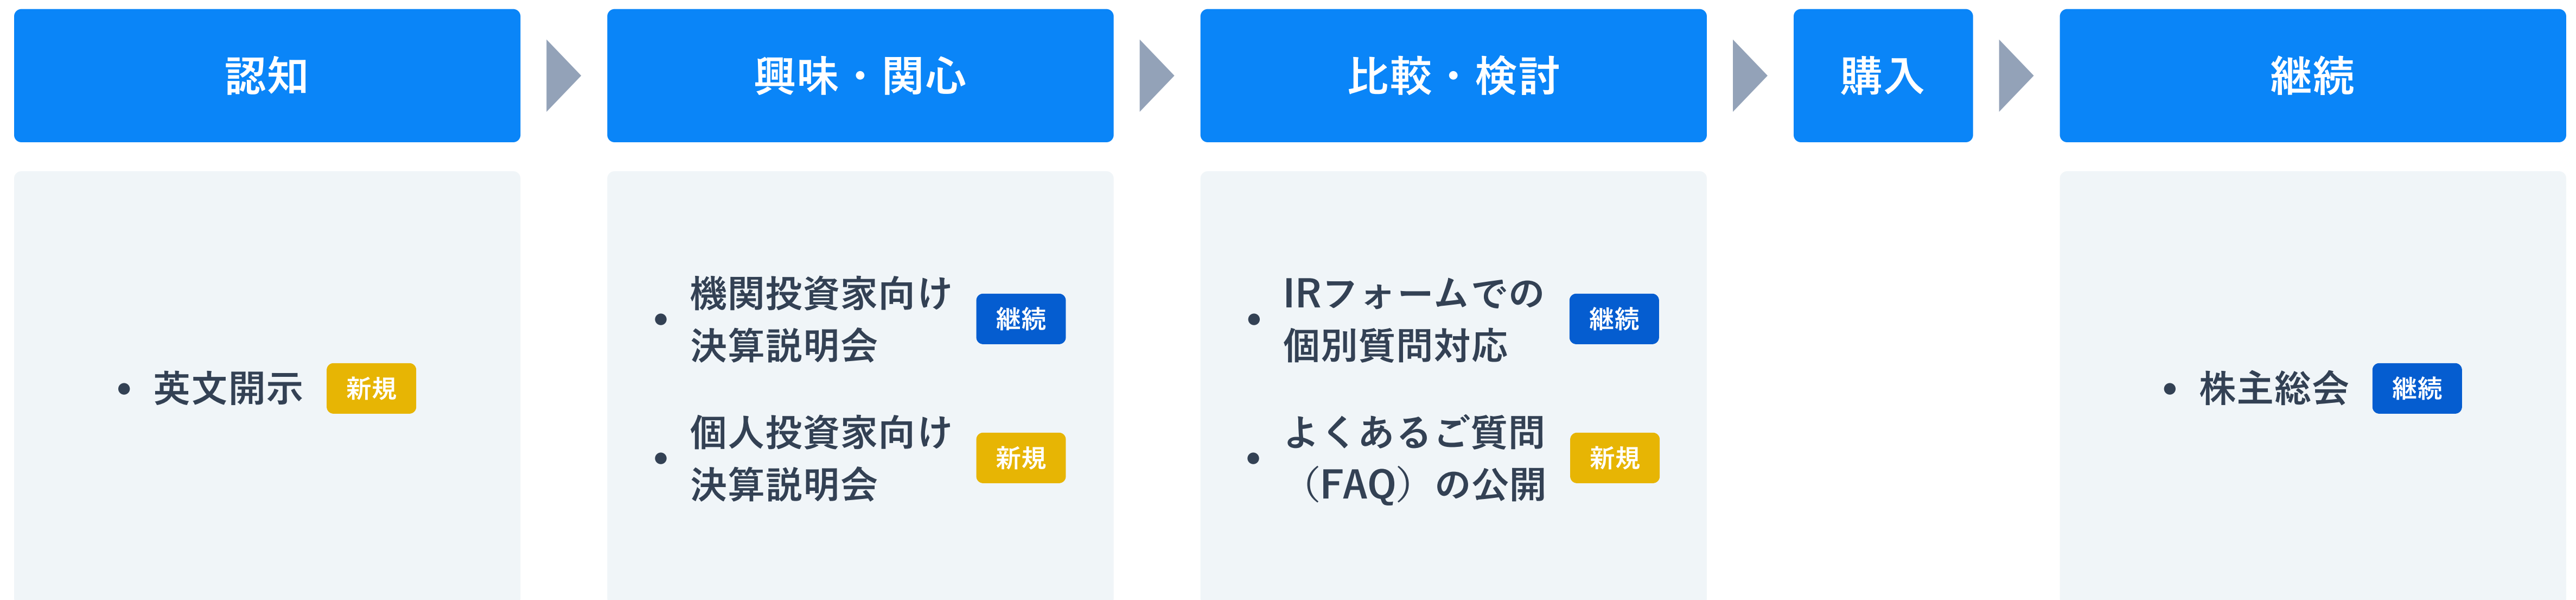 認知
興味・関心
比較・検討
購入
継続
• 英文開示 新規
• 機関投資家向け
決算説明会 継続
• 個人投資家向け
決算説明会 新規
• IRフォームでの
個別質問対応 継続
• よくあるご質問
（FAQ）の公開 新規
• 株主総会 継続